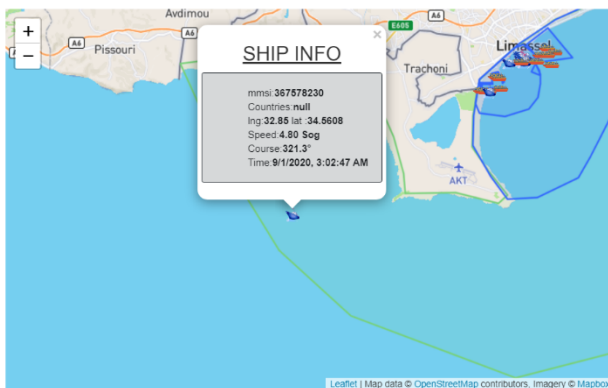 Avdimou
+
−
A6
Pissouri
A6
E605
A6
Limassol
Trachoni
AKT
×
SHIP INFO
mmsi:367578230
Countries:null
lng:32.85 lat :34.5608
Speed:4.80 Sog
Course:321.3°
Time:9/1/2020, 3:02:47 AM
Leaflet | Map data © OpenStreetMap contributors, Imagery © Mapbox